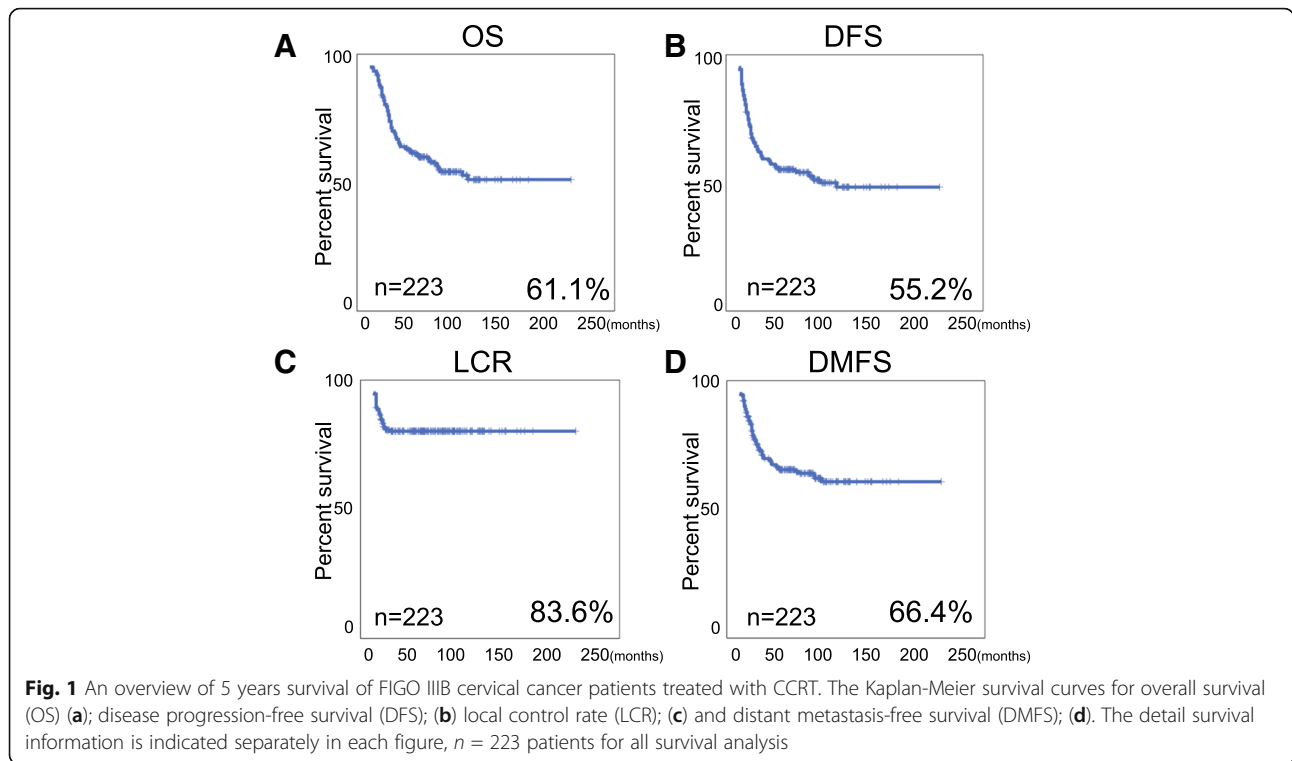 A
OS
100
50
0
Percent survival
n=223
61.1%
0 50 100 150 200 250(months)
B
DFS
100
50
0
Percent survival
n=223
55.2%
0 50 100 150 200 250(months)
C
LCR
100
50
0
Percent survival
n=223
83.6%
0 50 100 150 200 250(months)
D
DMFS
100
50
0
Percent survival
n=223
66.4%
0 50 100 150 200 250(months)
Fig. 1 An overview of 5 years survival of FIGO IIIB cervical cancer patients treated with CCRT. The Kaplan-Meier survival curves for overall survival
(OS) (a); disease progression-free survival (DFS); (b) local control rate (LCR); (c) and distant metastasis-free survival (DMFS); (d). The detail survival
information is indicated separately in each figure, n = 223 patients for all survival analysis